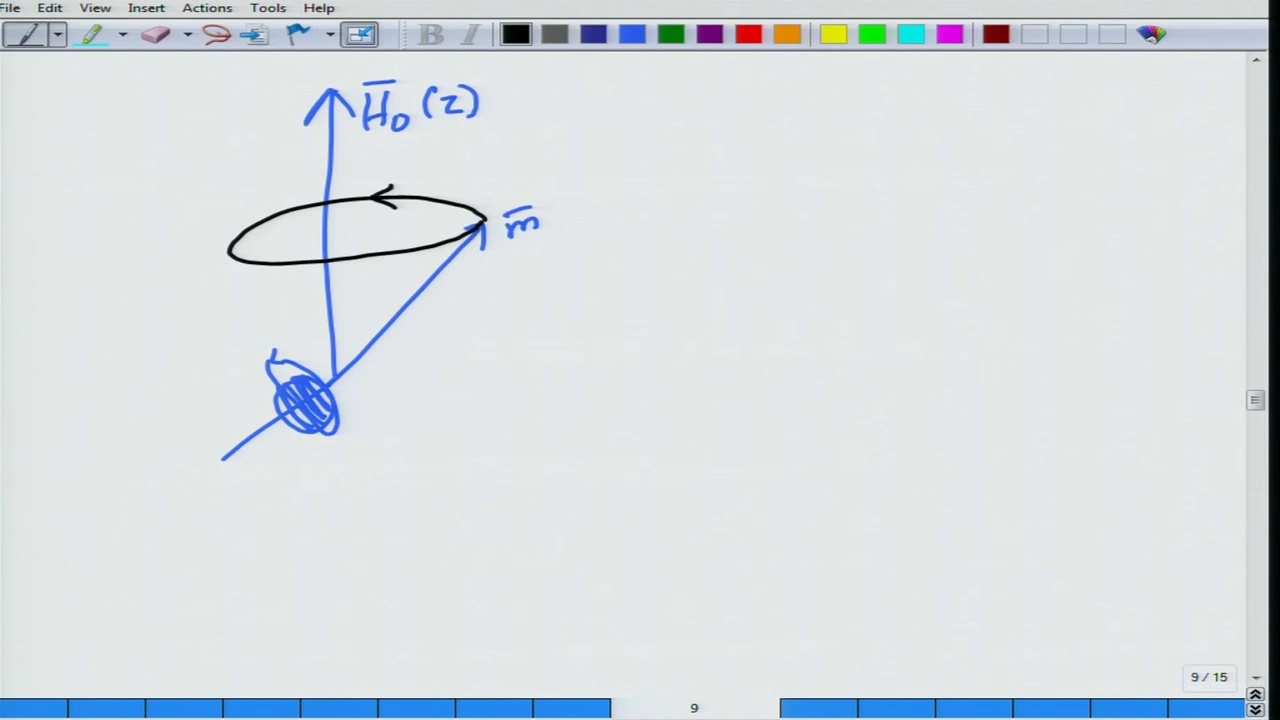 File Edit View Insert Actions Tools Help
B I
H̅₀ (z)
m̅
9 / 15
9